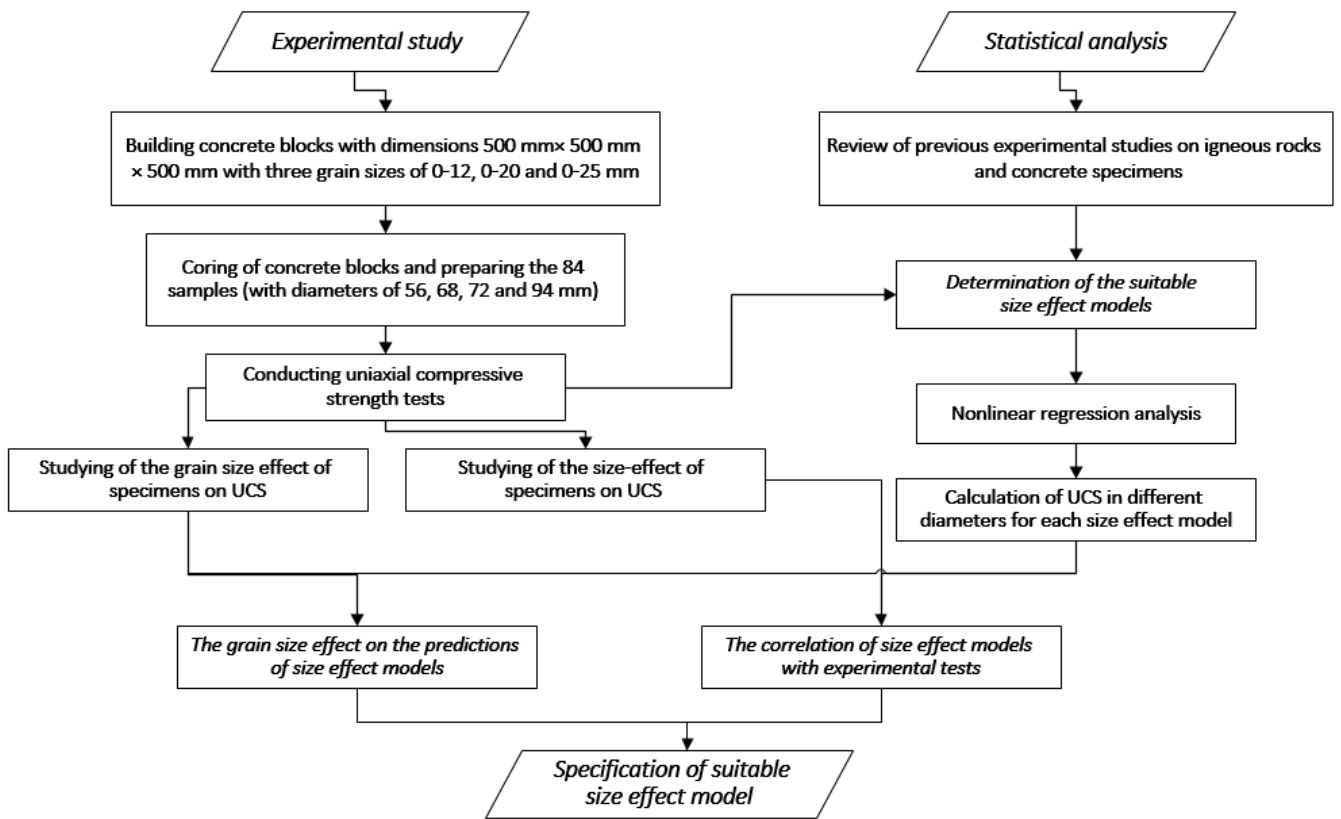 Experimental study
Statistical analysis
Building concrete blocks with dimensions 500 mm× 500 mm
× 500 mm with three grain sizes of 0-12, 0-20 and 0-25 mm
Review of previous experimental studies on igneous rocks
and concrete specimens
Coring of concrete blocks and preparing the 84
samples (with diameters of 56, 68, 72 and 94 mm)
Determination of the suitable
size effect models
Conducting uniaxial compressive
strength tests
Nonlinear regression analysis
Studying of the grain size effect of
specimens on UCS
Studying of the size-effect of
specimens on UCS
Calculation of UCS in different
diameters for each size effect model
The grain size effect on the predictions
of size effect models
The correlation of size effect models
with experimental tests
Specification of suitable
size effect model